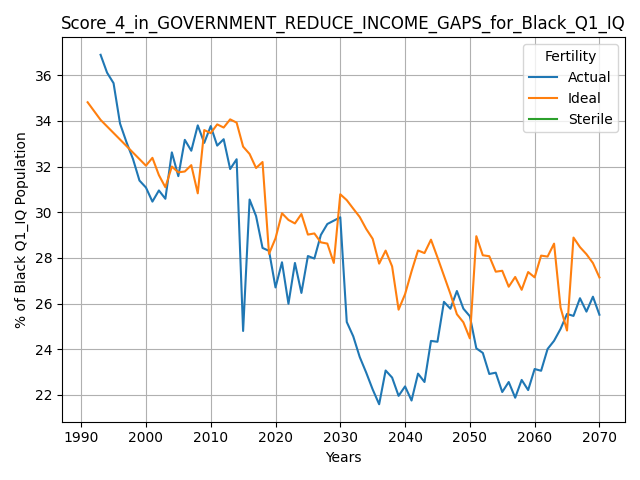 Score_4_in_GOVERNMENT_REDUCE_INCOME_GAPS_for_Black_Q1_IQ
Fertility
Actual
Ideal
Sterile
% of Black Q1_IQ Population
36
34
32
30
28
26
24
22
1990 2000 2010 2020 2030 2040 2050 2060 2070
Years